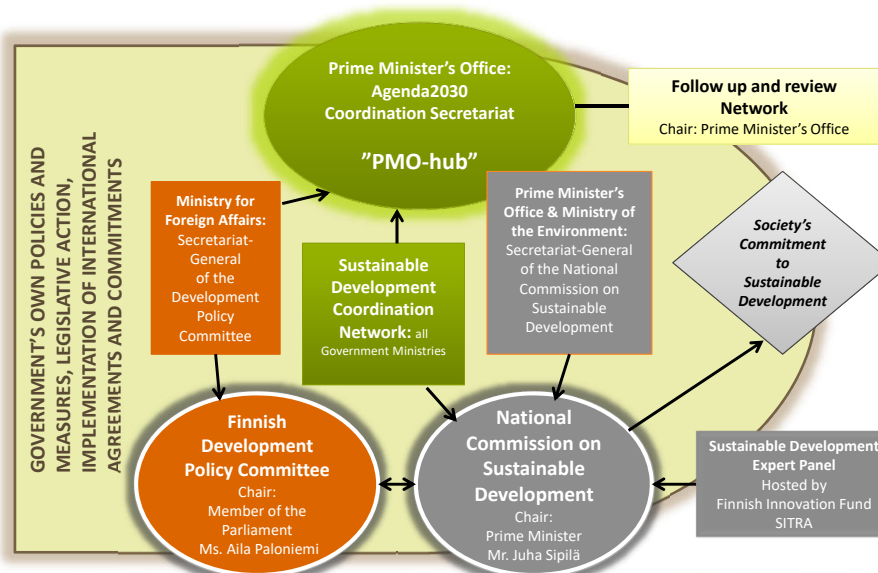 GOVERNMENT'S OWN POLICIES AND
MEASURES, LEGISLATIVE ACTION,
IMPLEMENTATION OF INTERNATIONAL
AGREEMENTS AND COMMITMENTS
Prime Minister's Office:
Agenda2030
Coordination Secretariat
"PMO-hub"
Follow up and review
Network
Chair: Prime Minister's Office
Ministry for
Foreign Affairs:
Secretariat-
General
of the
Development
Policy
Committee
Sustainable
Development
Coordination
Network: all
Government Ministries
Prime Minister's
Office & Ministry of
the Environment:
Secretariat-General
of the National
Commission on
Sustainable
Development
Society's
Commitment
to
Sustainable
Development
Finnish
Development
Policy Committee
Chair:
Member of the
Parliament
Ms. Aila Paloniemi
National
Commission on
Sustainable
Development
Chair:
Prime Minister
Mr. Juha Sipilä
Sustainable Development
Expert Panel
Hosted by
Finnish Innovation Fund
SITRA